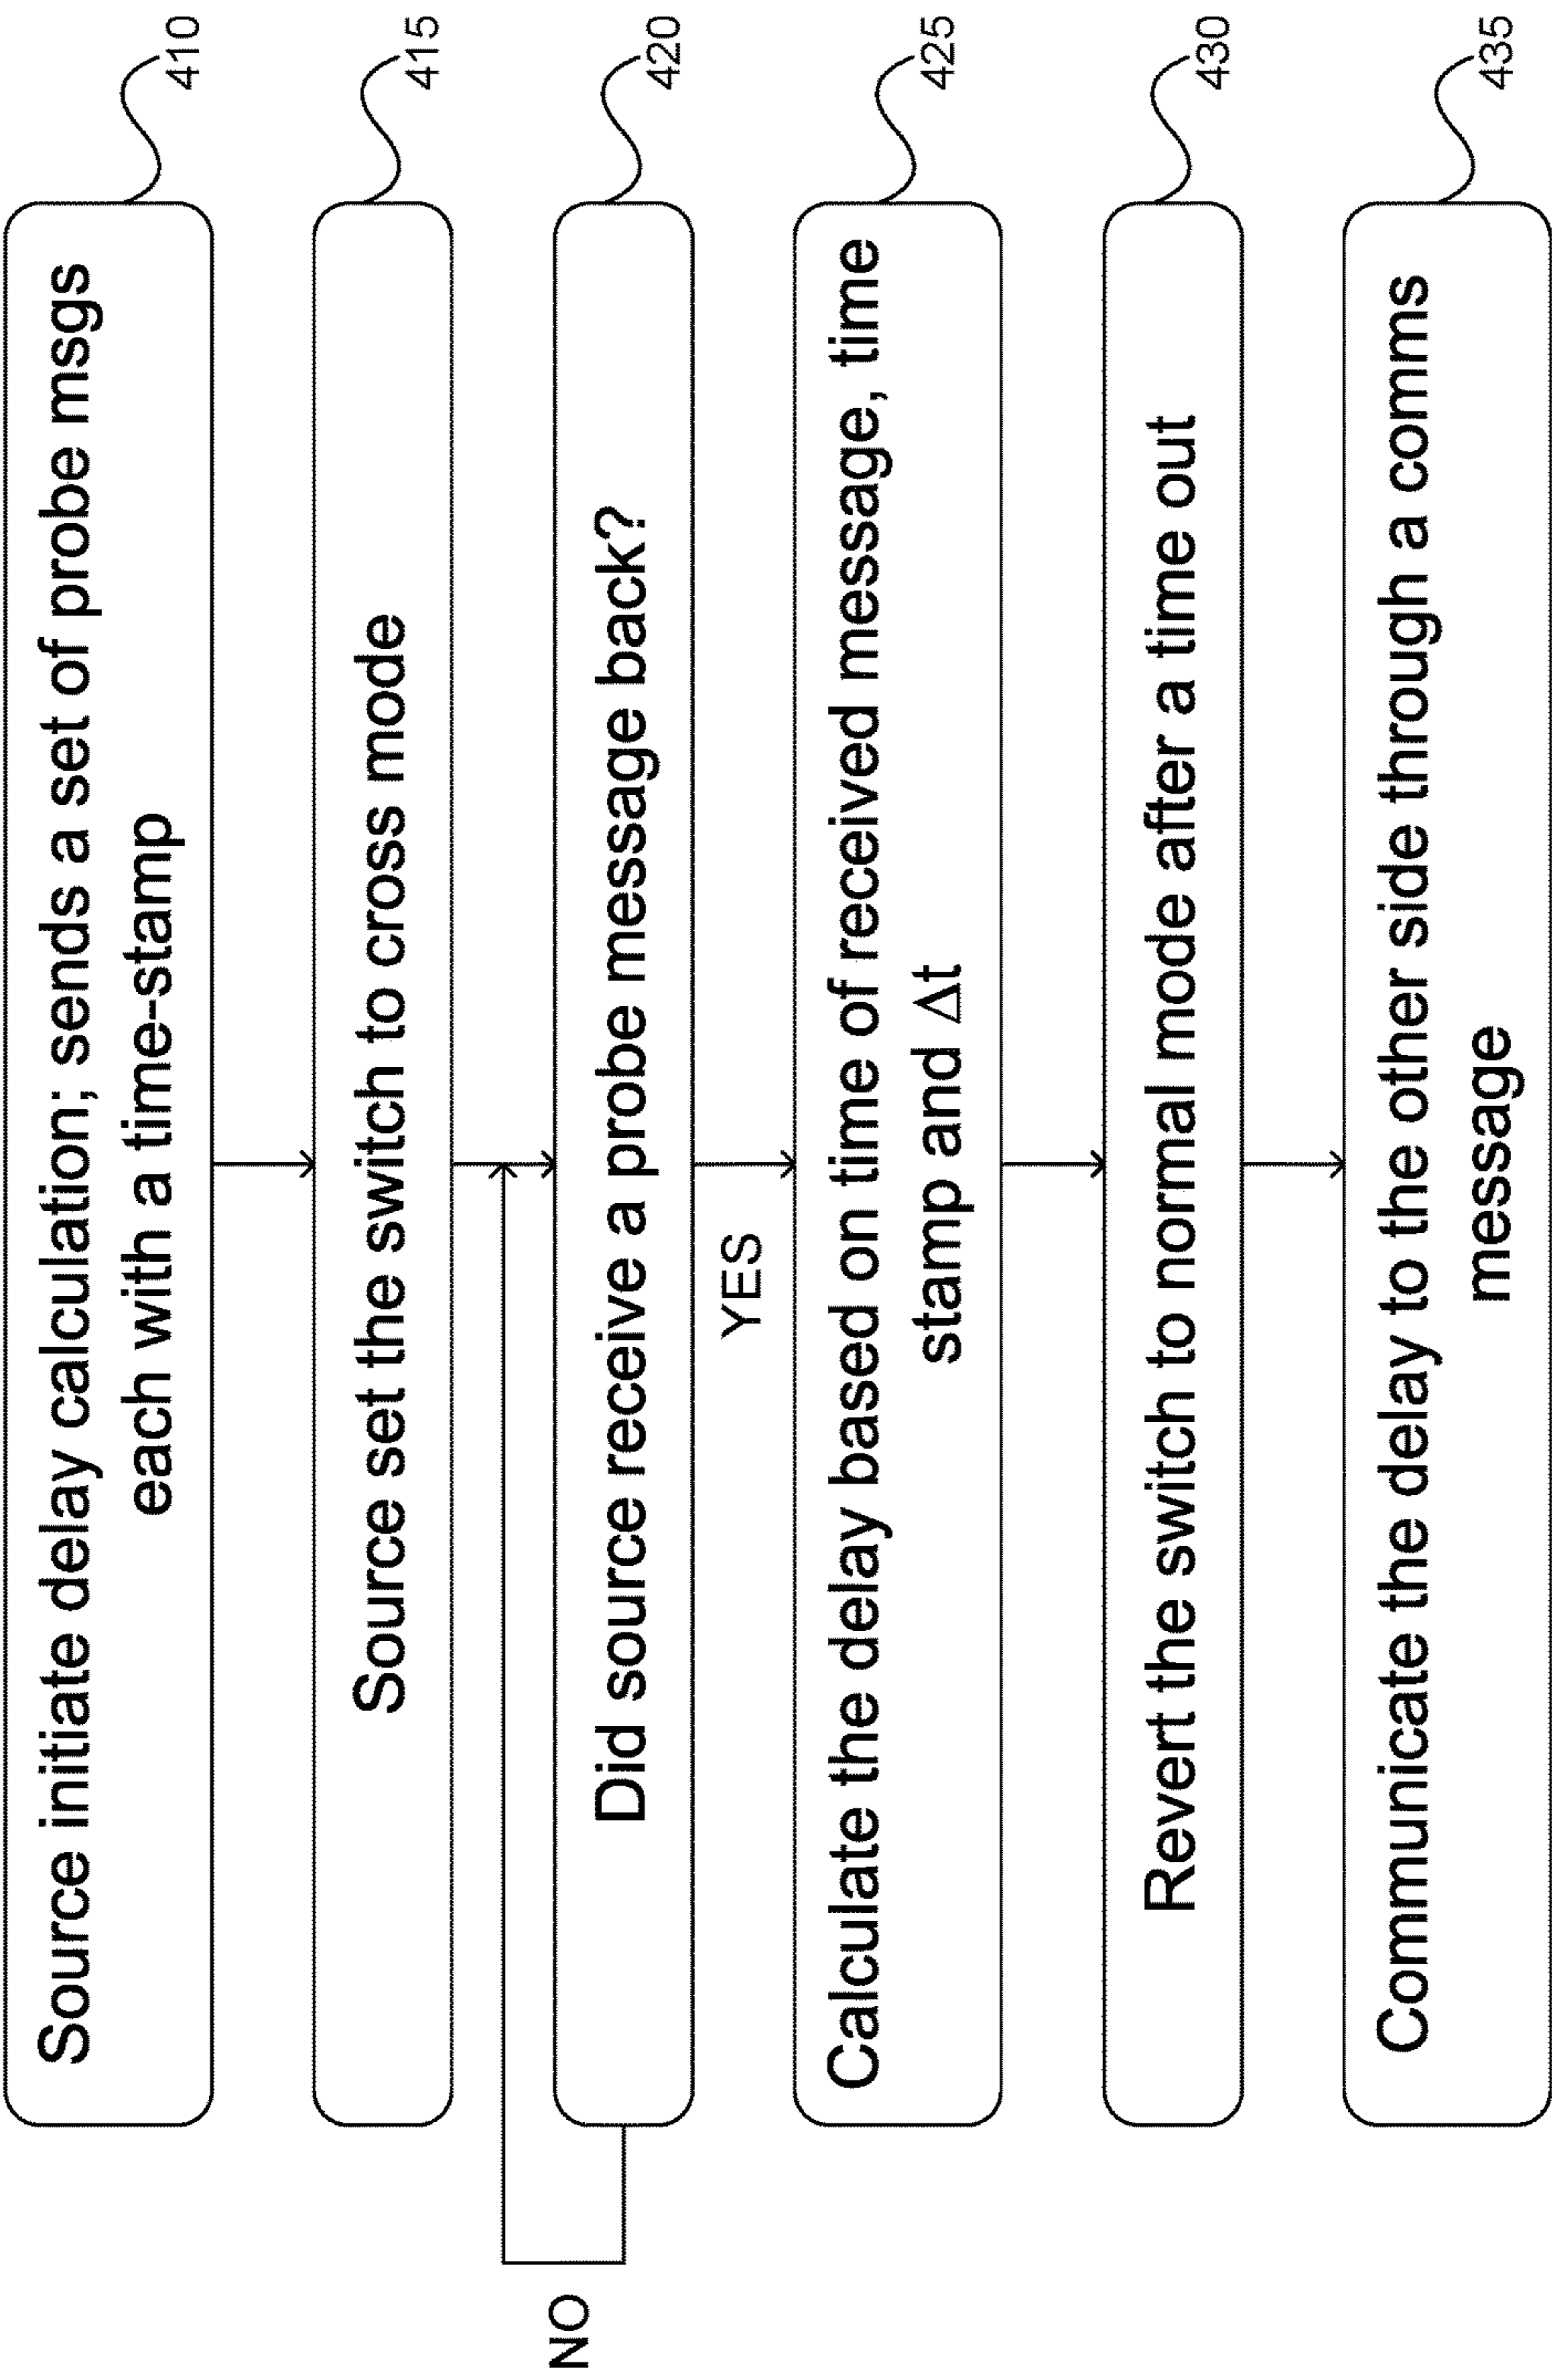 Source initiate delay calculation; sends a set of probe msgs
each with a time-stamp
410
Source set the switch to cross mode
415
Did source receive a probe message back?
420
NO
YES
Calculate the delay based on time of received message, time
stamp and Δt
425
Revert the switch to normal mode after a time out
430
Communicate the delay to the other side through a comms
message
435